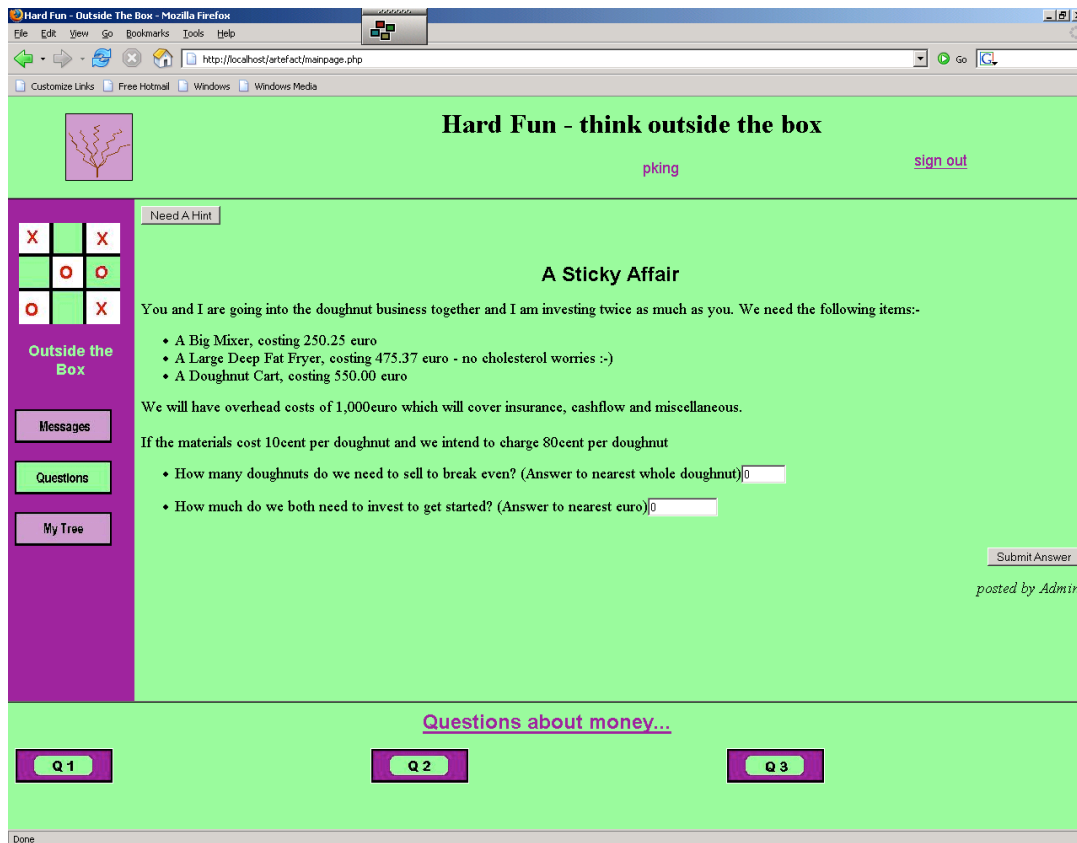 Hard Fun - Outside The Box - Mozilla Firefox
File Edit View Go Bookmarks Tools Help
http://localhost/artefact/mainpage.php
Go
G
Customize Links Free Hotmail Windows Windows Media
Hard Fun - think outside the box
pking
sign out
Need A Hint
X X
O O
O X
Outside the
Box
Messages
Questions
My Tree
A Sticky Affair
You and I are going into the doughnut business together and I am investing twice as much as you. We need the following items:-
• A Big Mixer, costing 250.25 euro
• A Large Deep Fat Fryer, costing 475.37 euro - no cholesterol worries :-)
• A Doughnut Cart, costing 550.00 euro
We will have overhead costs of 1,000euro which will cover insurance, cashflow and miscellaneous.
If the materials cost 10cent per doughnut and we intend to charge 80cent per doughnut
• How many doughnuts do we need to sell to break even? (Answer to nearest whole doughnut) 0
• How much do we both need to invest to get started? (Answer to nearest euro) 0
Submit Answer
posted by Admin
Questions about money...
Q 1 Q 2 Q 3
Done